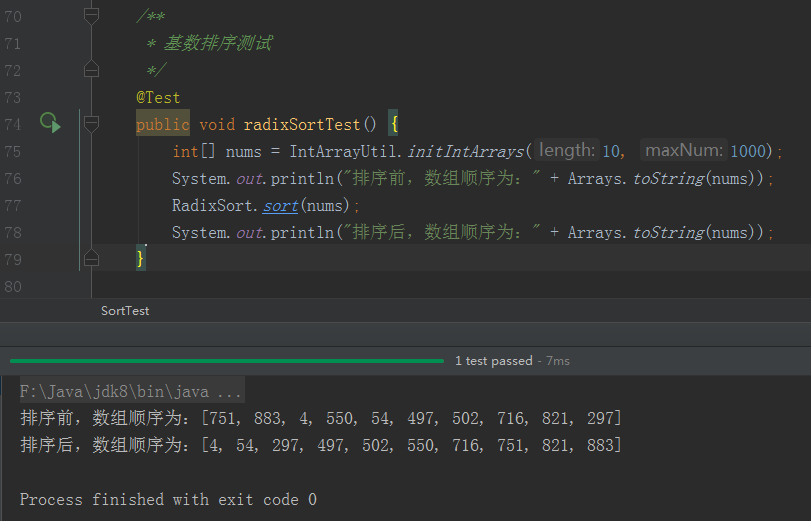 70 /**
71 * 基数排序测试
72 */
73 @Test
74 public void radixSortTest() {
75 int[] nums = IntArrayUtil.initIntArrays( length: 10, maxNum: 1000);
76 System.out.println("排序前，数组顺序为：" + Arrays.toString(nums));
77 RadixSort.sort(nums);
78 System.out.println("排序后，数组顺序为：" + Arrays.toString(nums));
79 }
80
SortTest
1 test passed - 7ms
F:\Java\jdk8\bin\java ...
排序前，数组顺序为：[751, 883, 4, 550, 54, 497, 502, 716, 821, 297]
排序后，数组顺序为：[4, 54, 297, 497, 502, 550, 716, 751, 821, 883]
Process finished with exit code 0